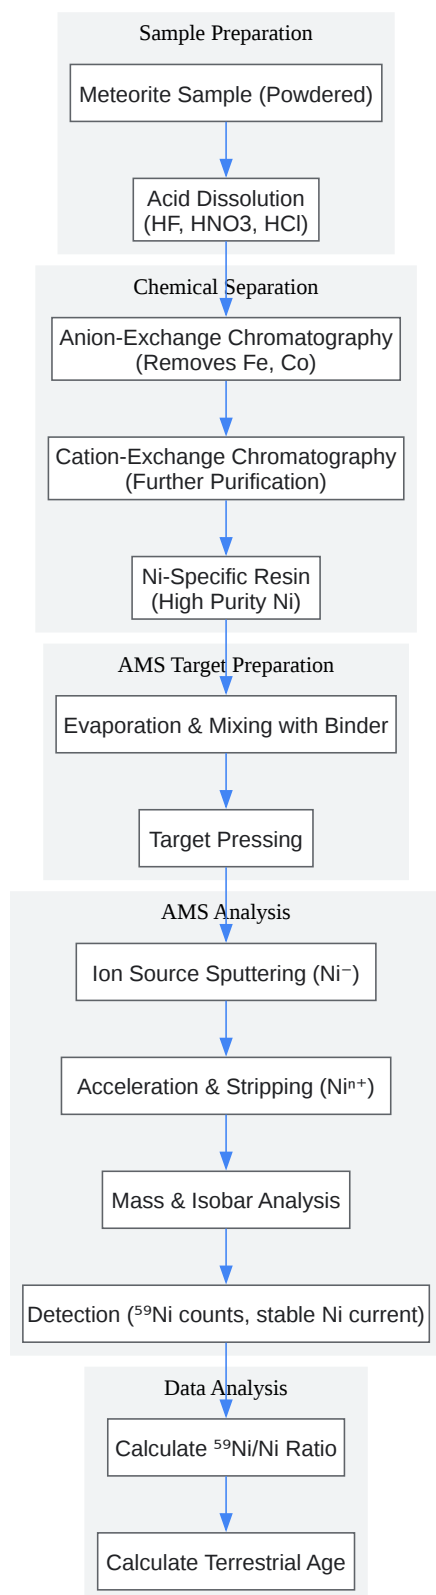 Sample Preparation
Meteorite Sample (Powdered)
Acid Dissolution
(HF, HNO3, HCl)
Chemical Separation
Anion-Exchange Chromatography
(Removes Fe, Co)
Cation-Exchange Chromatography
(Further Purification)
Ni-Specific Resin
(High Purity Ni)
AMS Target Preparation
Evaporation & Mixing with Binder
Target Pressing
AMS Analysis
Ion Source Sputtering (Ni⁻)
Acceleration & Stripping (Niⁿ⁺)
Mass & Isobar Analysis
Detection (⁵⁹Ni counts, stable Ni current)
Data Analysis
Calculate ⁵⁹Ni/Ni Ratio
Calculate Terrestrial Age